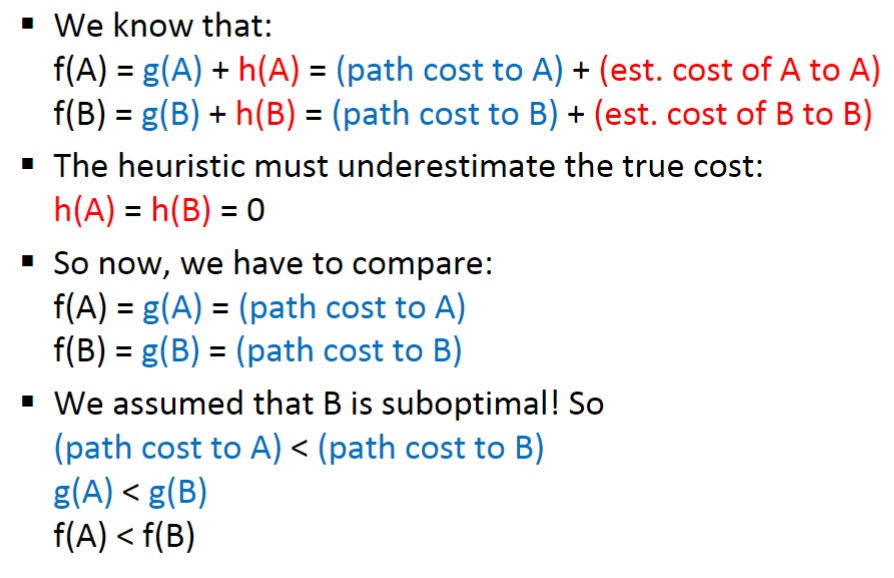 ▪ We know that:
f(A) = g(A) + h(A) = (path cost to A) + (est. cost of A to A)
f(B) = g(B) + h(B) = (path cost to B) + (est. cost of B to B)
▪ The heuristic must underestimate the true cost:
h(A) = h(B) = 0
▪ So now, we have to compare:
f(A) = g(A) = (path cost to A)
f(B) = g(B) = (path cost to B)
▪ We assumed that B is suboptimal! So
(path cost to A) < (path cost to B)
g(A) < g(B)
f(A) < f(B)